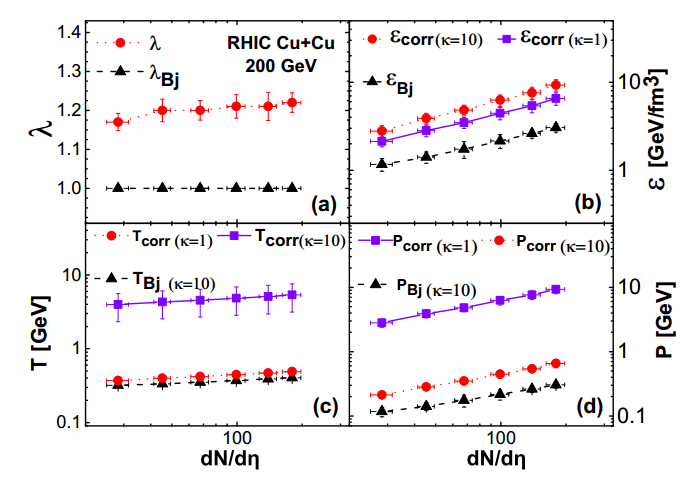 1.4
1.3
1.2
1.1
1.0
λ
λ
λBj
RHIC Cu+Cu
200 GeV
(a)
εcorr(κ=10)
εcorr(κ=1)
εBj
10
1
ε [GeV/fm³]
(b)
Tcorr (κ=1)
Tcorr(κ=10)
TBj (κ=10)
10
1
0.1
T [GeV]
(c)
100
dN/dη
Pcorr (κ=1)
Pcorr (κ=10)
PBj (κ=10)
10
1
0.1
P [GeV]
(d)
100
dN/dη